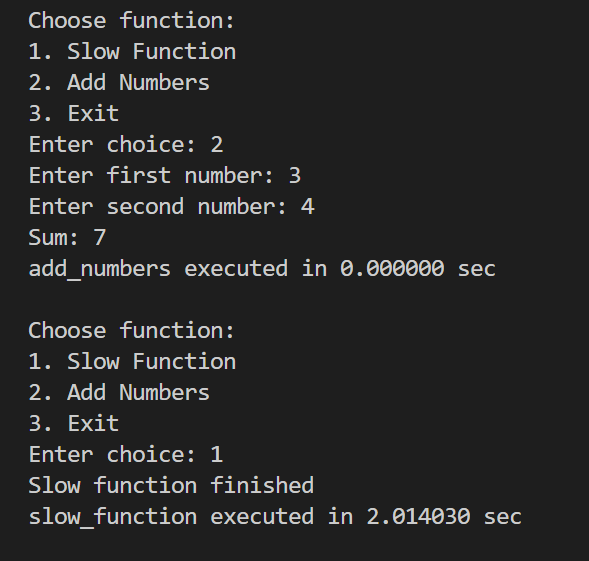 Choose function:
1. Slow Function
2. Add Numbers
3. Exit
Enter choice: 2
Enter first number: 3
Enter second number: 4
Sum: 7
add_numbers executed in 0.000000 sec
Choose function:
1. Slow Function
2. Add Numbers
3. Exit
Enter choice: 1
Slow function finished
slow_function executed in 2.014030 sec